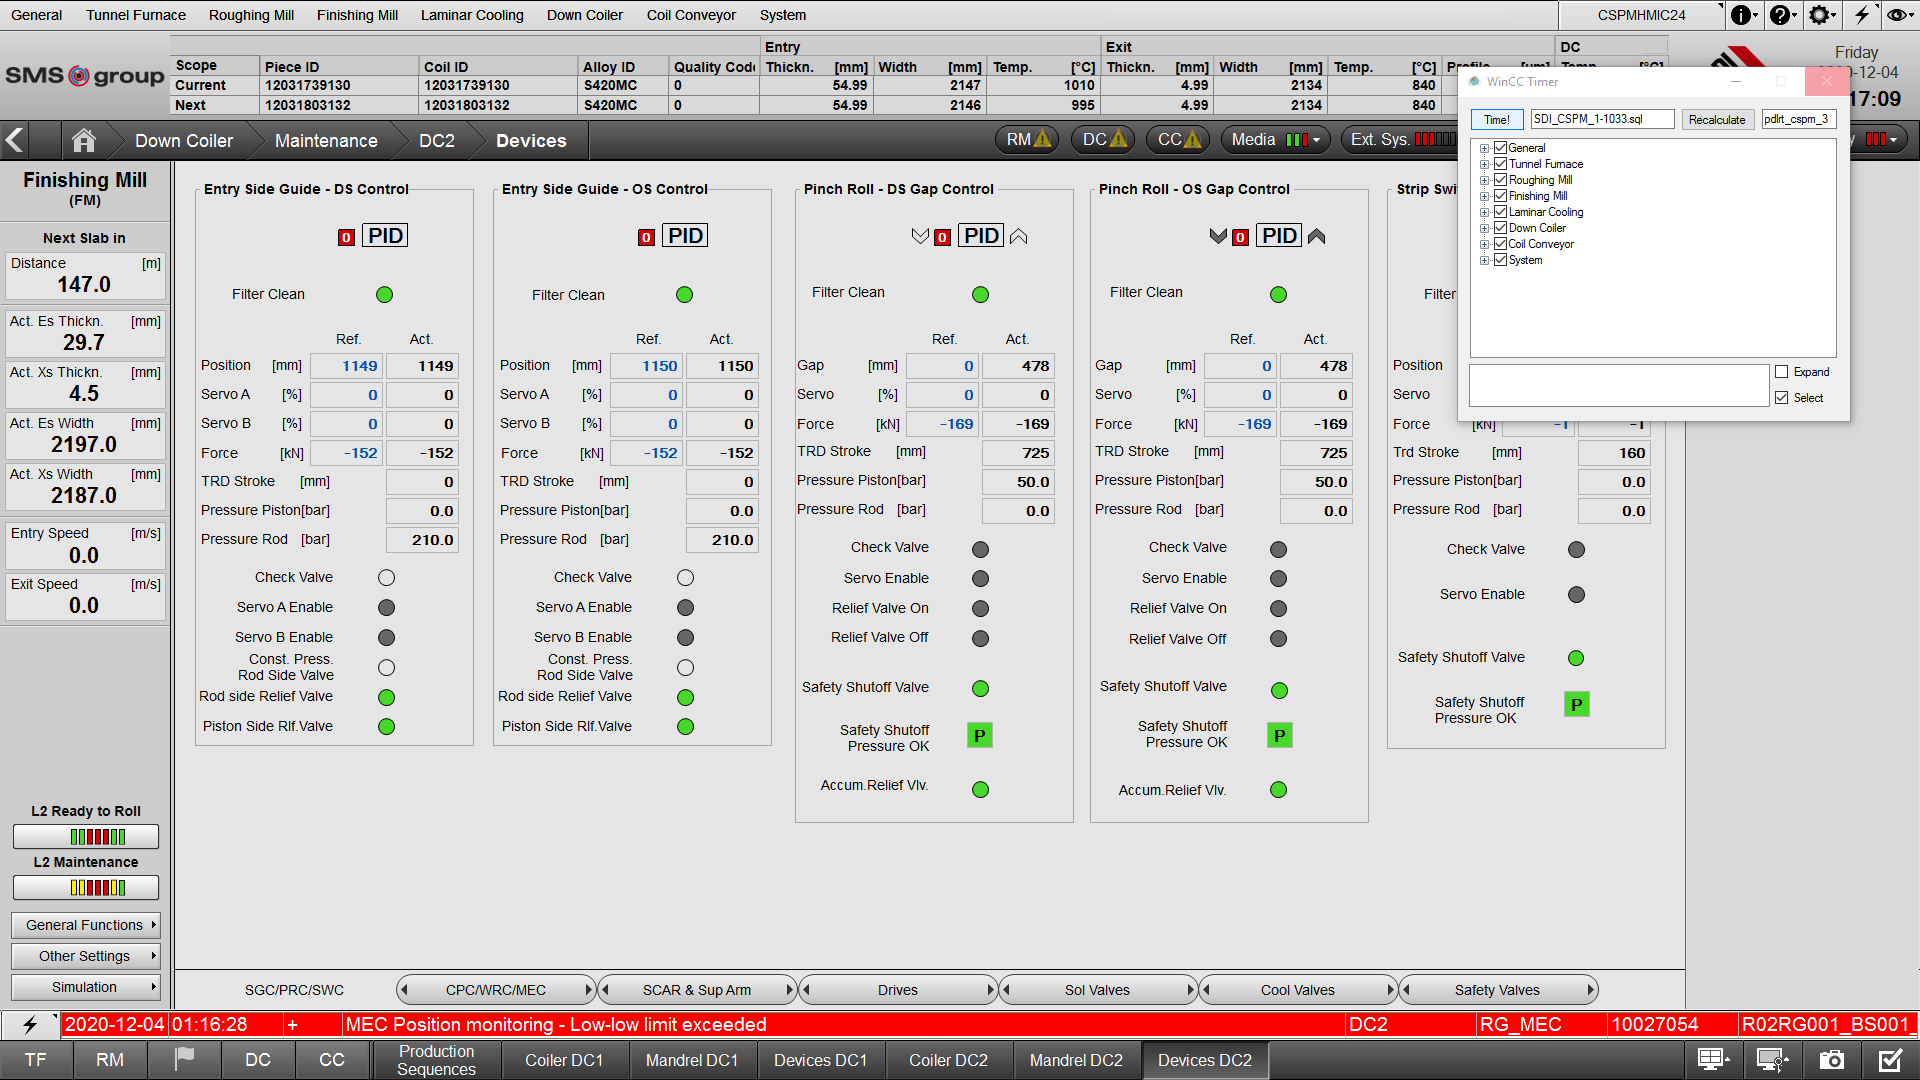 General Tunnel Furnace Roughing Mill Finishing Mill Laminar Cooling Down Coiler Coil Conveyor System CSPMHMIC24
SMS group
Entry Exit DC
Scope Piece ID Coil ID Alloy ID Quality Code Thickn. [mm] Width [mm] Temp. [°C] Thickn. [mm] Width [mm] Temp. [°C]
Current 12031739130 12031739130 S420MC 0 54.99 2147 1010 4.99 2134 840
Next 12031803132 12031803132 S420MC 0 54.99 2146 995 4.99 2134 840
Friday
-12-04
17:09
Down Coiler Maintenance DC2 Devices RM DC CC Media Ext. Sys.
WinCC Timer
Time! SDI_CSPM_1-1033.sql Recalculate pdlrt_cspm_3
General
Tunnel Furnace
Roughing Mill
Finishing Mill
Laminar Cooling
Down Coiler
Coil Conveyor
System
Expand
Select
Finishing Mill
(FM)
Next Slab in
Distance [m]
147.0
Act. Es Thickn. [mm]
29.7
Act. Xs Thickn. [mm]
4.5
Act. Es Width [mm]
2197.0
Act. Xs Width [mm]
2187.0
Entry Speed [m/s]
0.0
Exit Speed [m/s]
0.0
L2 Ready to Roll
L2 Maintenance
General Functions
Other Settings
Simulation
Entry Side Guide - DS Control
0 PID
Filter Clean
Ref. Act.
Position [mm] 1149 1149
Servo A [%] 0 0
Servo B [%] 0 0
Force [kN] -152 -152
TRD Stroke [mm] 0
Pressure Piston[bar] 0.0
Pressure Rod [bar] 210.0
Check Valve
Servo A Enable
Servo B Enable
Const. Press.
Rod Side Valve
Rod side Relief Valve
Piston Side Rlf.Valve
Entry Side Guide - OS Control
0 PID
Filter Clean
Ref. Act.
Position [mm] 1150 1150
Servo A [%] 0 0
Servo B [%] 0 0
Force [kN] -152 -152
TRD Stroke [mm] 0
Pressure Piston[bar] 0.0
Pressure Rod [bar] 210.0
Check Valve
Servo A Enable
Servo B Enable
Const. Press.
Rod Side Valve
Rod side Relief Valve
Piston Side Rlf.Valve
Pinch Roll - DS Gap Control
0 PID
Filter Clean
Ref. Act.
Gap [mm] 0 478
Servo [%] 0 0
Force [kN] -169 -169
TRD Stroke [mm] 725
Pressure Piston[bar] 50.0
Pressure Rod [bar] 0.0
Check Valve
Servo Enable
Relief Valve On
Relief Valve Off
Safety Shutoff Valve
Safety Shutoff
Pressure OK P
Accum.Relief Vlv.
Pinch Roll - OS Gap Control
0 PID
Filter Clean
Ref. Act.
Gap [mm] 0 478
Servo [%] 0 0
Force [kN] -169 -169
TRD Stroke [mm] 725
Pressure Piston[bar] 50.0
Pressure Rod [bar] 0.0
Check Valve
Servo Enable
Relief Valve On
Relief Valve Off
Safety Shutoff Valve
Safety Shutoff
Pressure OK P
Accum.Relief Vlv.
Strip
Filter
Position
Servo
Force [kN] -1 -1
Trd Stroke [mm] 160
Pressure Piston[bar] 0.0
Pressure Rod [bar] 0.0
Check Valve
Servo Enable
Safety Shutoff Valve
Safety Shutoff
Pressure OK P
SGC/PRC/SWC CPC/WRC/MEC SCAR & Sup Arm Drives Sol Valves Cool Valves Safety Valves
2020-12-04 01:16:28 + MEC Position monitoring - Low-low limit exceeded DC2 RG_MEC 10027054 R02RG001_BS001_
TF RM DC CC Production Sequences Coiler DC1 Mandrel DC1 Devices DC1 Coiler DC2 Mandrel DC2 Devices DC2